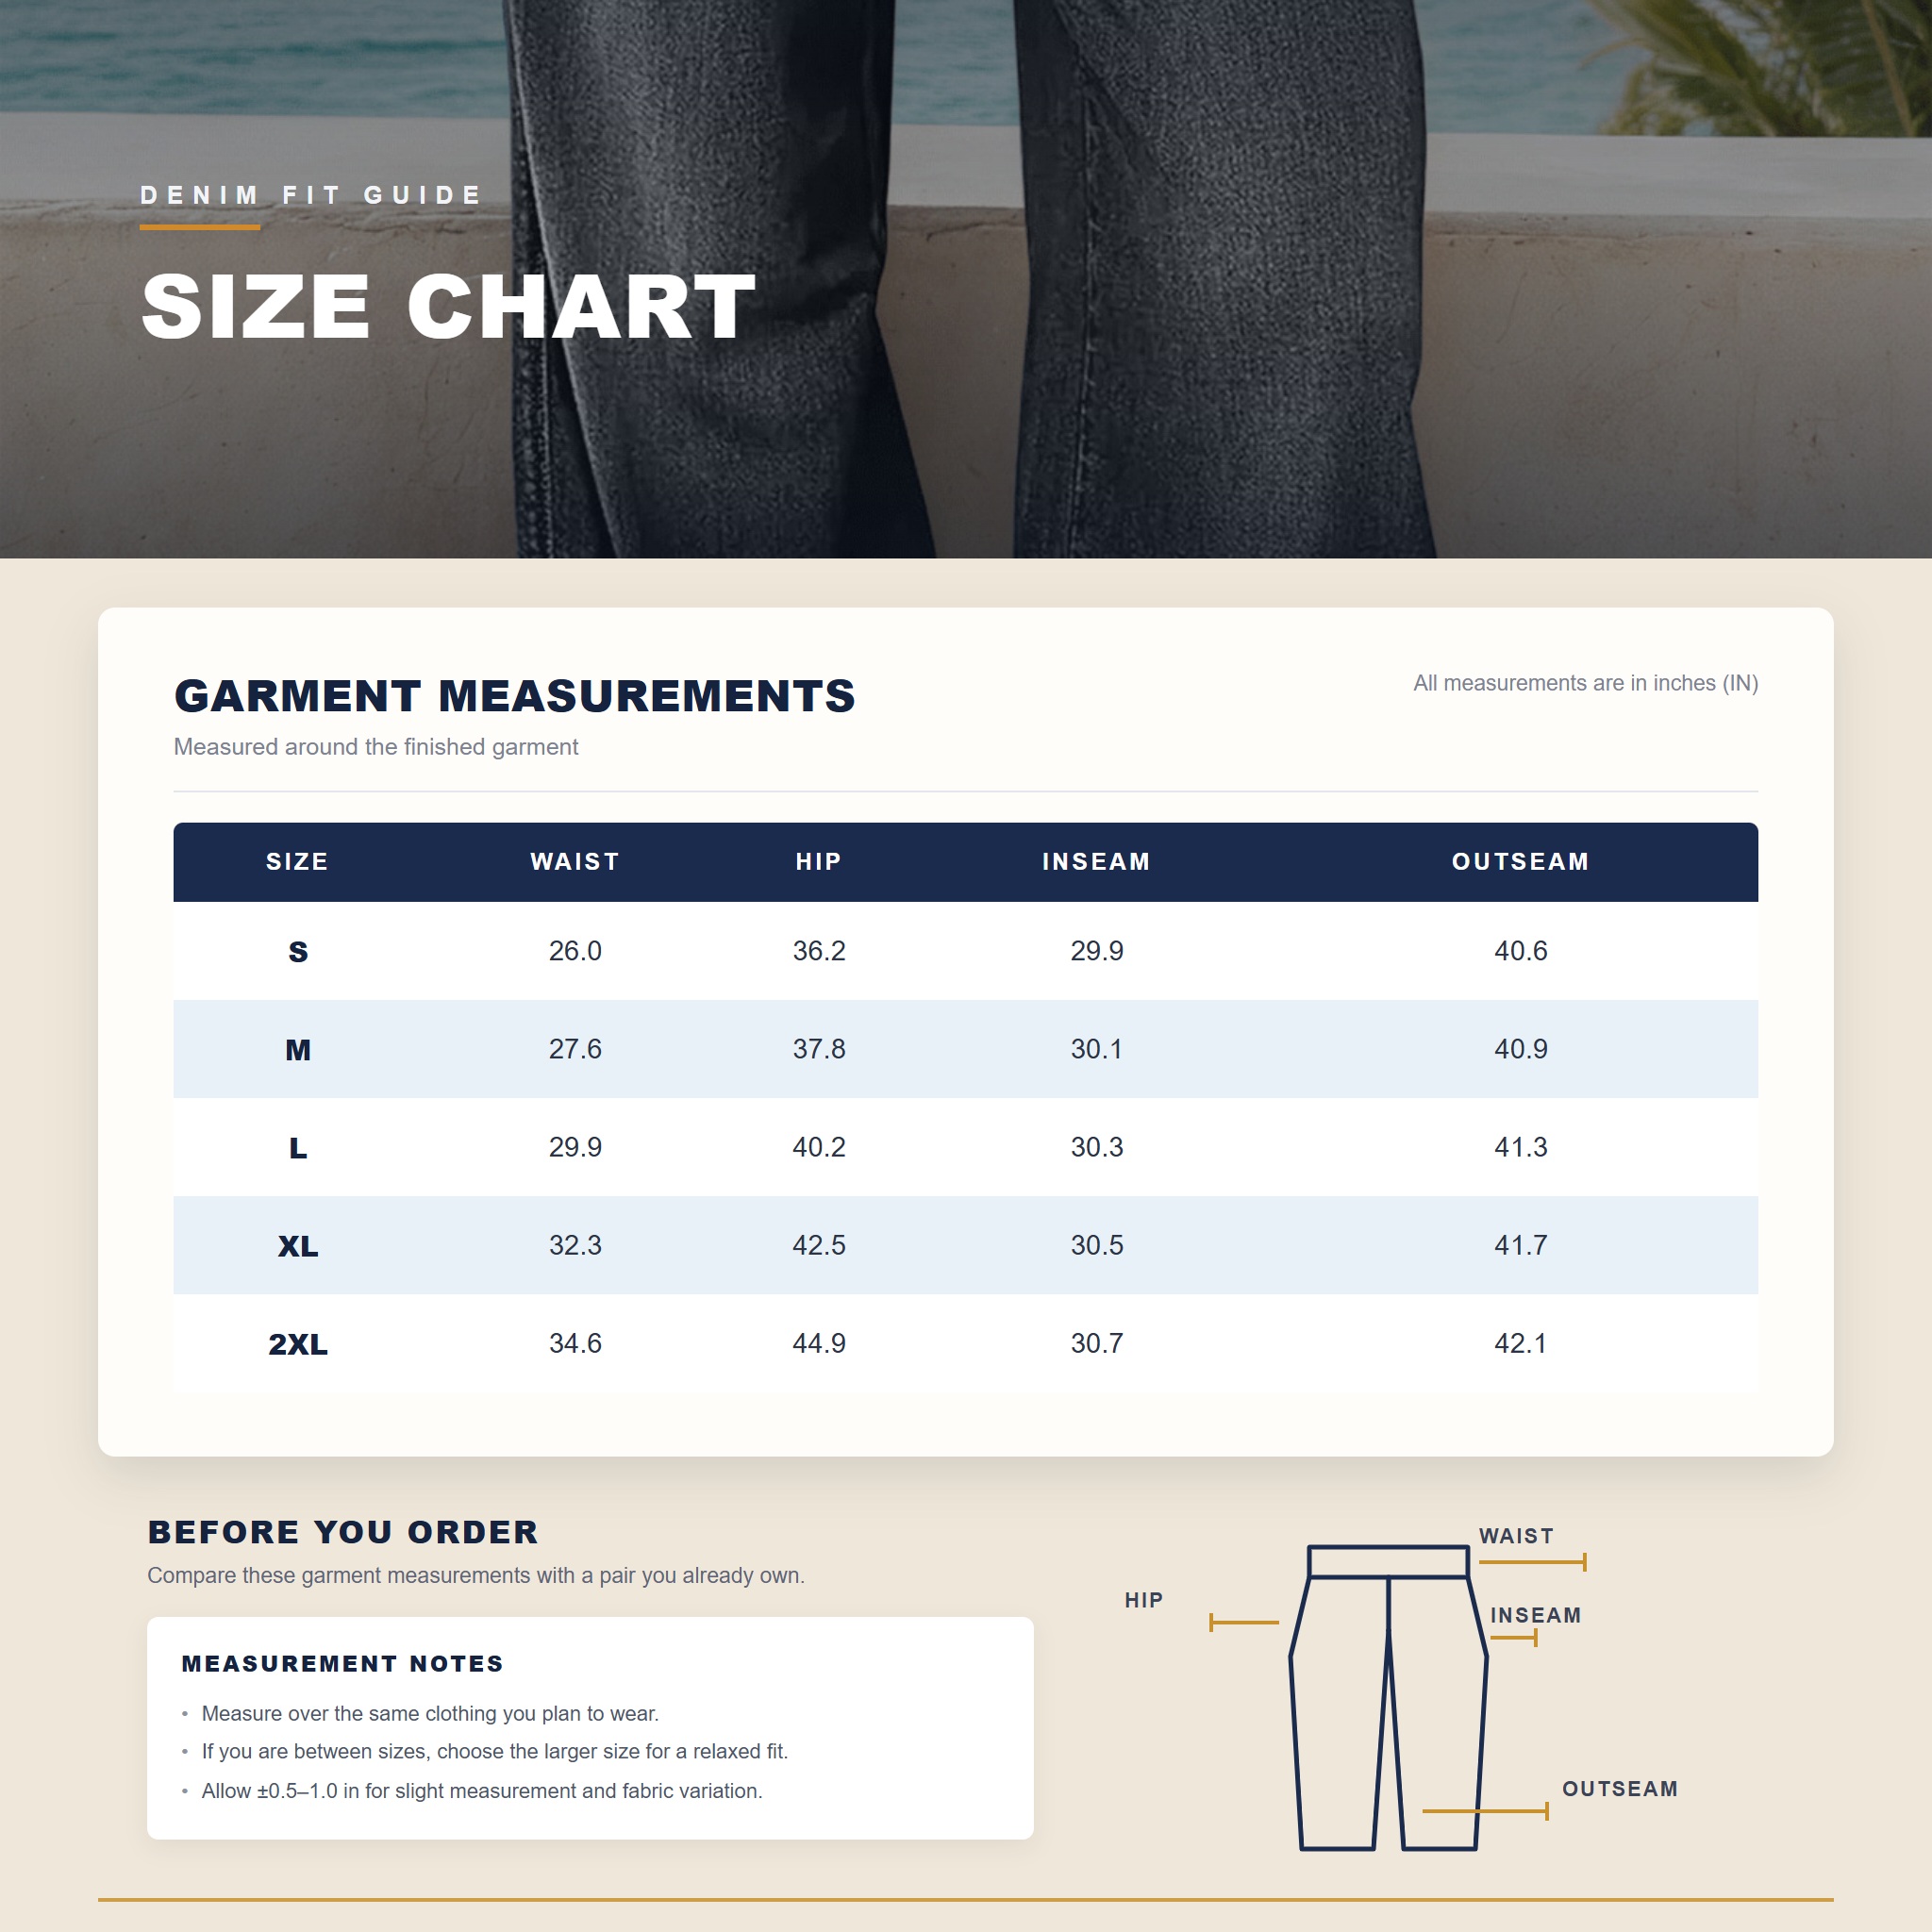 DENIM FIT GUIDE
SIZE CHART
GARMENT MEASUREMENTS
All measurements are in inches (IN)
Measured around the finished garment
SIZE WAIST HIP INSEAM OUTSEAM
S 26.0 36.2 29.9 40.6
M 27.6 37.8 30.1 40.9
L 29.9 40.2 30.3 41.3
XL 32.3 42.5 30.5 41.7
2XL 34.6 44.9 30.7 42.1
BEFORE YOU ORDER
Compare these garment measurements with a pair you already own.
MEASUREMENT NOTES
• Measure over the same clothing you plan to wear.
• If you are between sizes, choose the larger size for a relaxed fit.
• Allow ±0.5–1.0 in for slight measurement and fabric variation.
WAIST
HIP
INSEAM
OUTSEAM